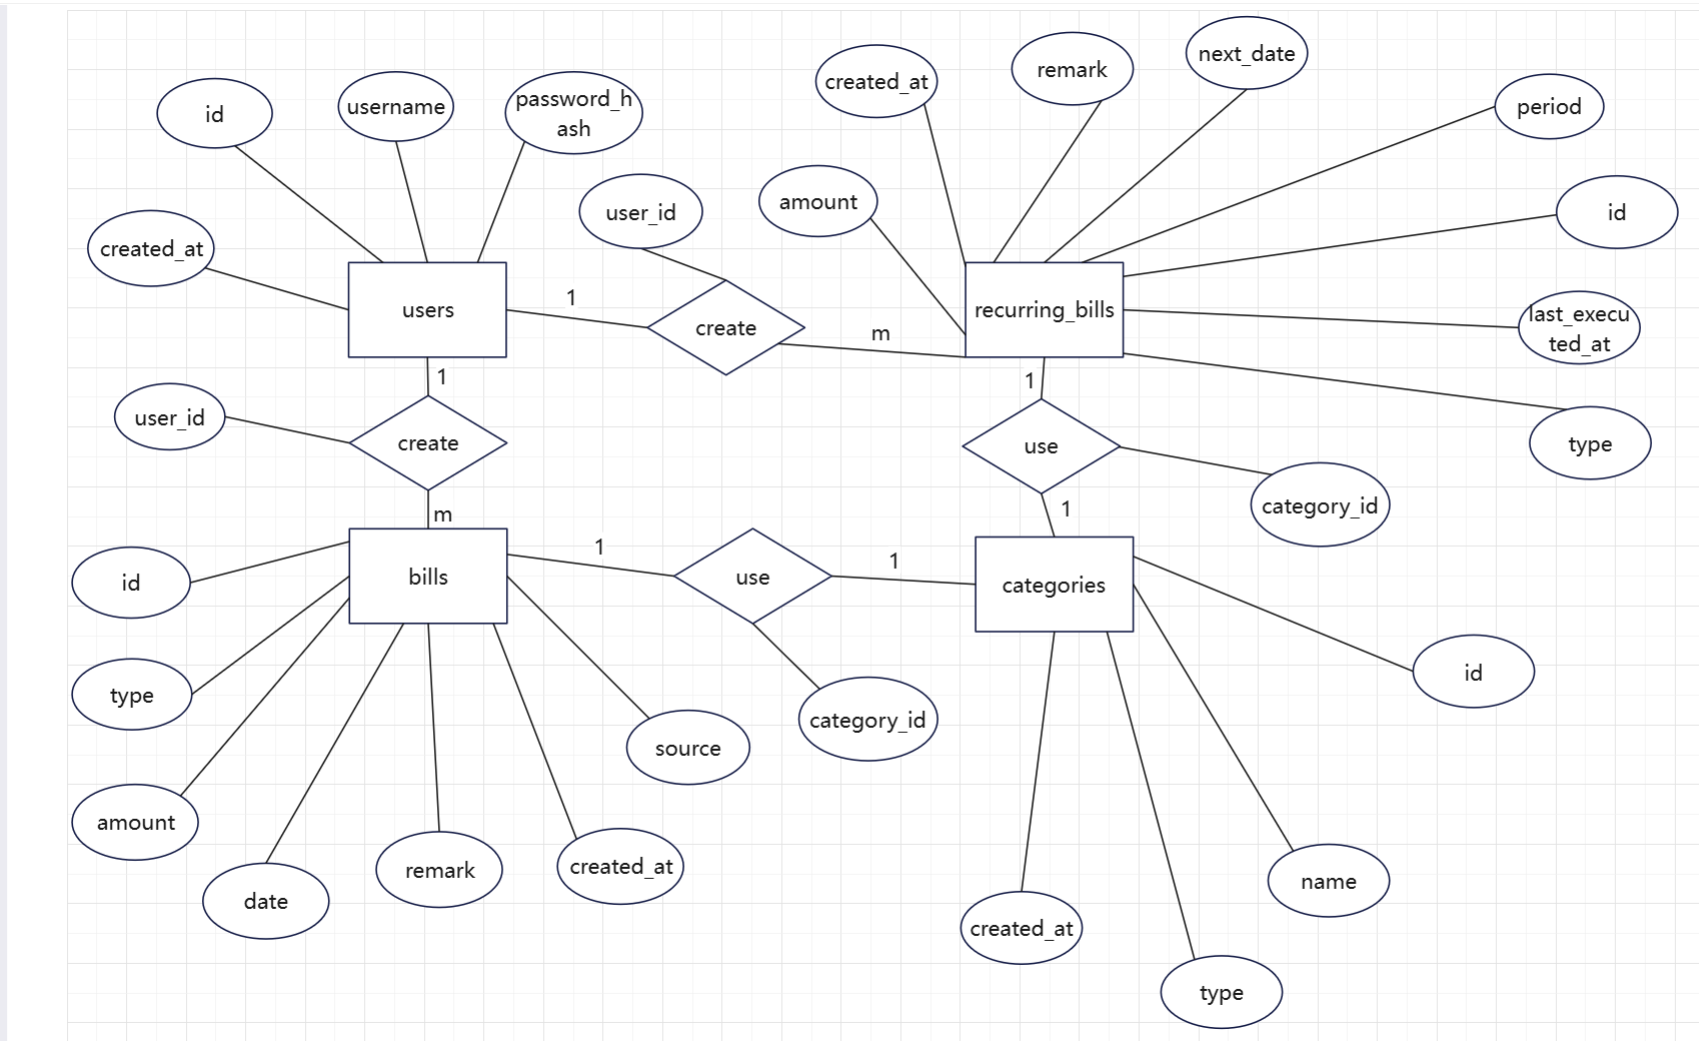 next_date
remark
created_at
period
id
username
password_h
ash
amount
user_id
id
created_at
users
1
create
m
recurring_bills
last_execu
ted_at
1
1
user_id
create
use
type
category_id
m
1
bills
1
use
1
categories
id
id
type
category_id
source
amount
remark
created_at
name
date
created_at
type